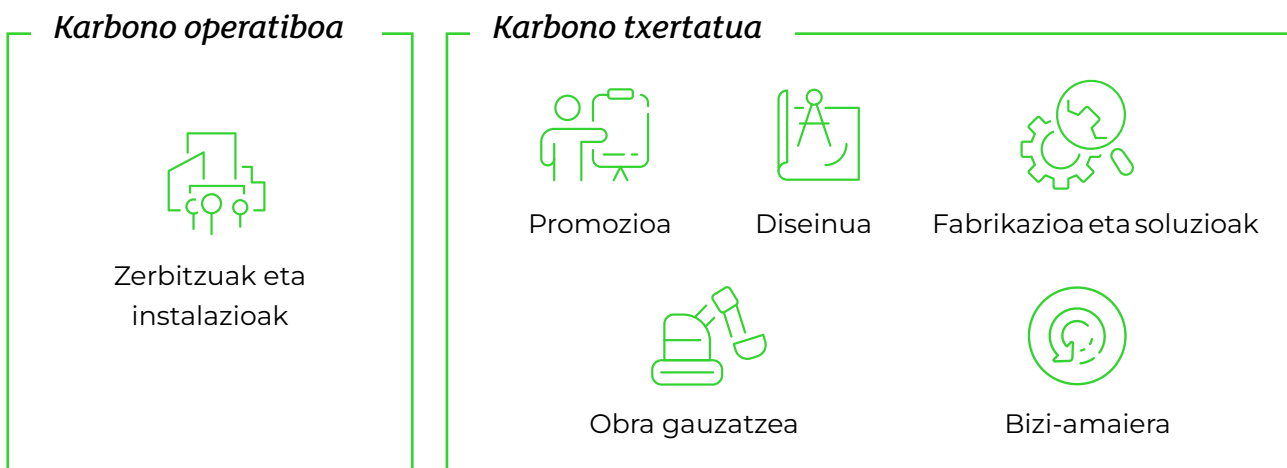 Karbono operatiboa
Zerbitzuak eta
instalazioak
Karbono txertatua
Promozioa
Diseinua
Fabrikazioa eta soluzioak
Obra gauzatzea
Bizi-amaiera